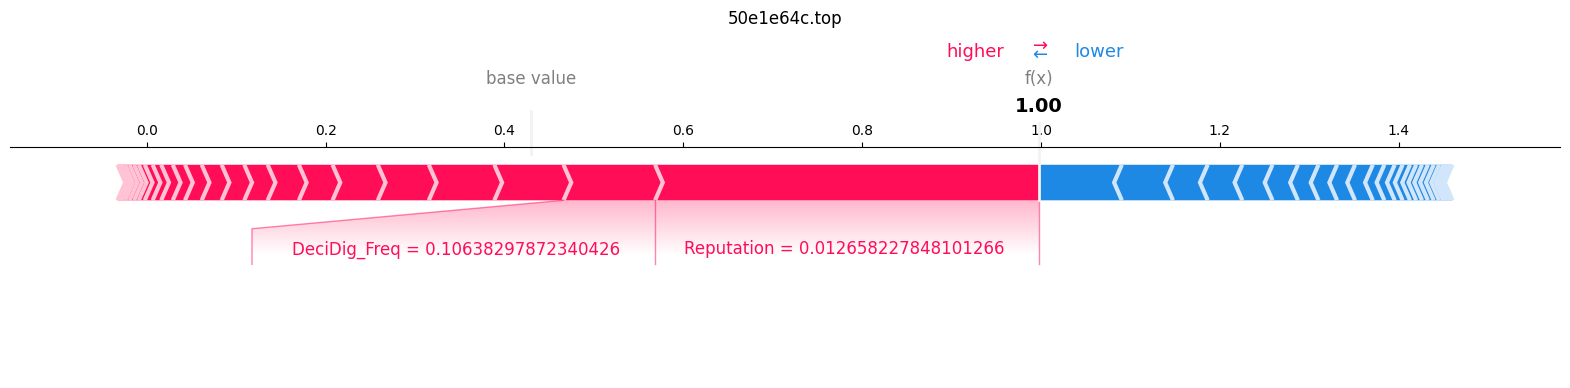 50e1e64c.top
higher → lower
←
base value f(x)
1.00
0.0 0.2 0.4 0.6 0.8 1.0 1.2 1.4
DeciDig_Freq = 0.10638297872340426 Reputation = 0.012658227848101266